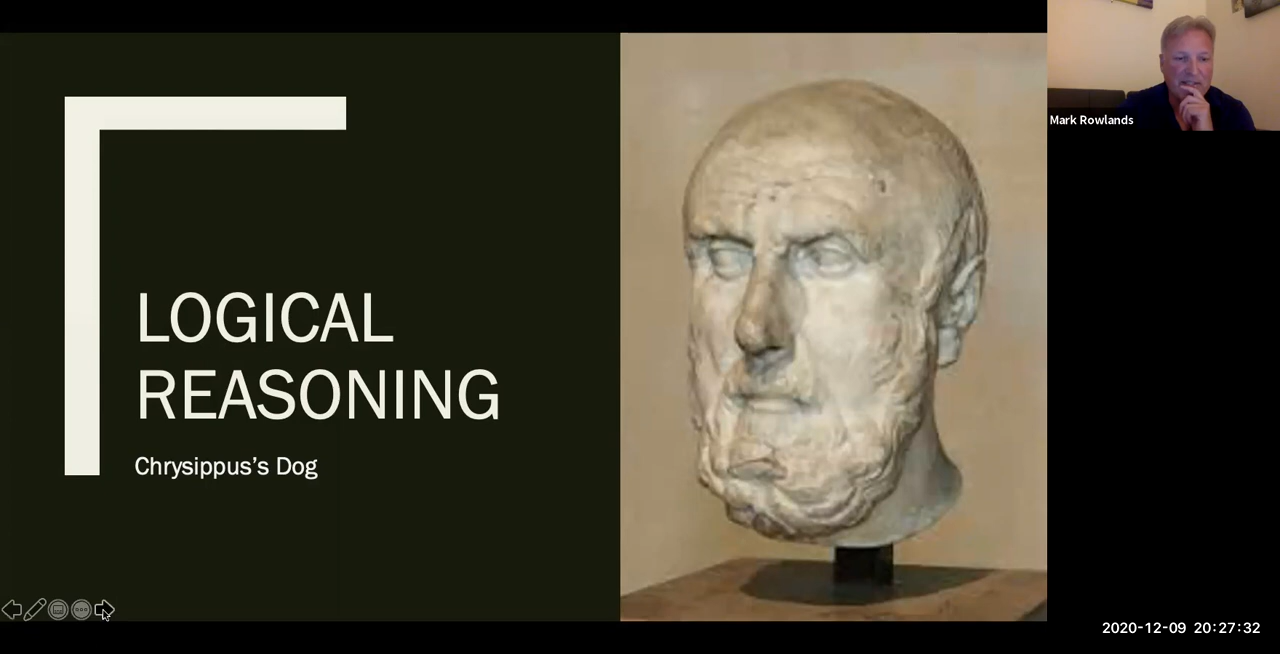 LOGICAL
REASONING
Chrysippus’s Dog
Mark Rowlands
2020-12-09 20:27:32